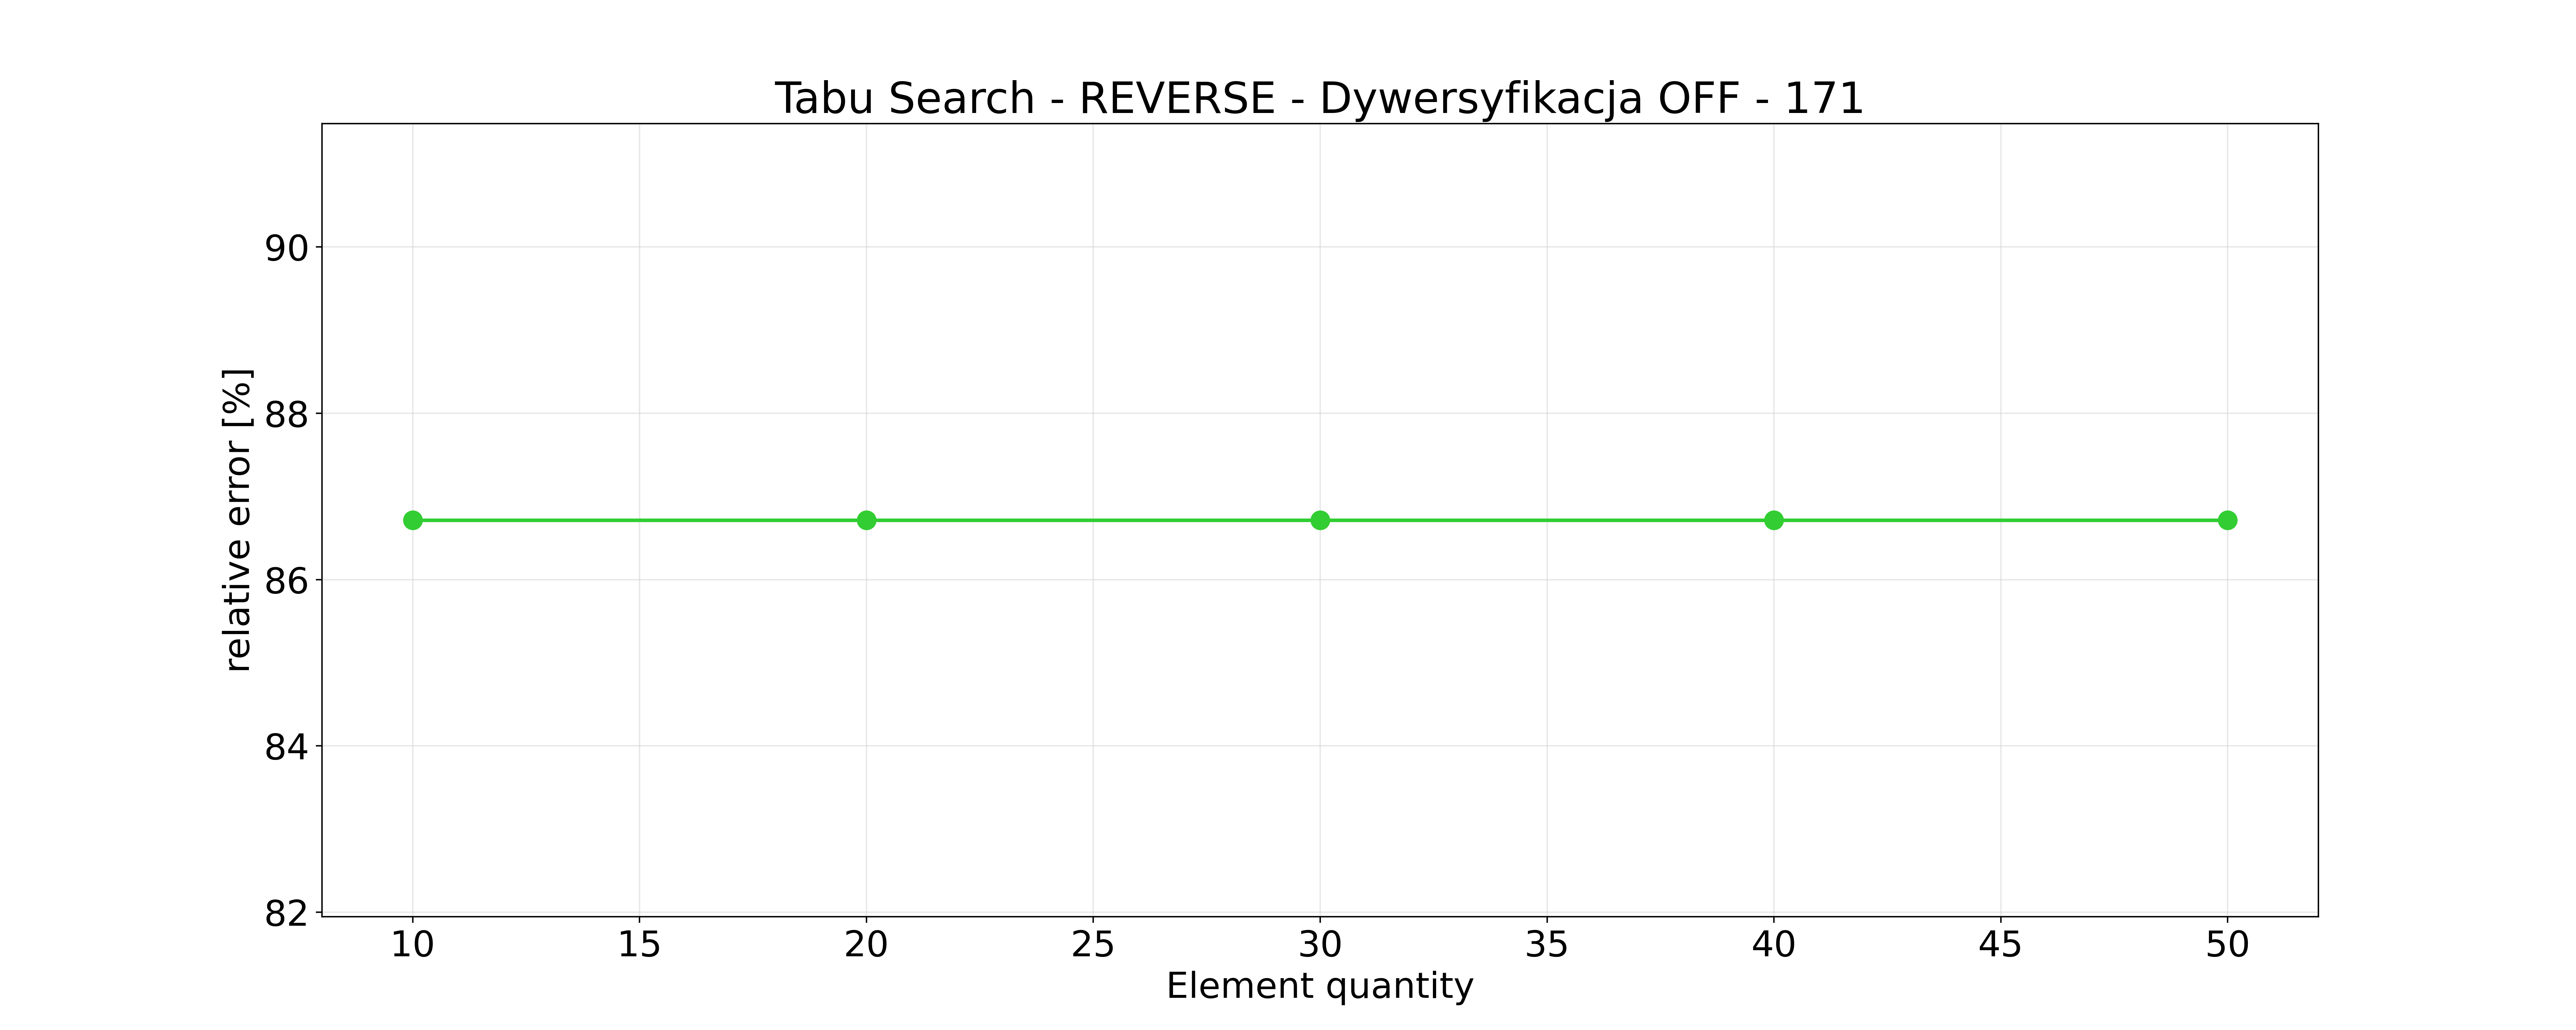 Tabu Search - REVERSE - Dywersyfikacja OFF - 171
relative error [%]
90
88
86
84
82
10 15 20 25 30 35 40 45 50
Element quantity